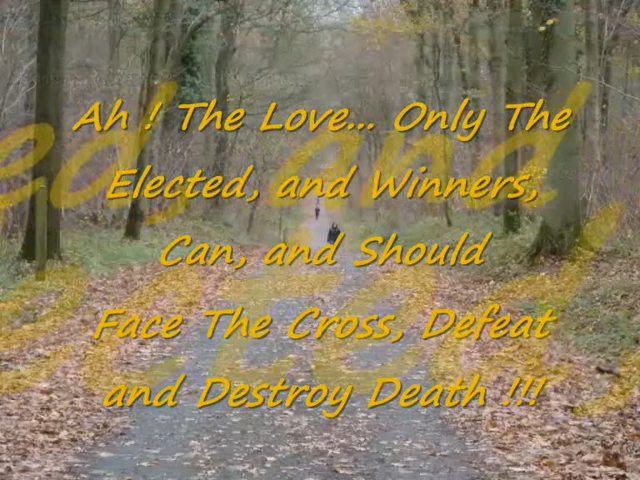 Ah ! The Love... Only The
Elected, and Winners,
Can, and Should
Face The Cross, Defeat
and Destroy Death !!!